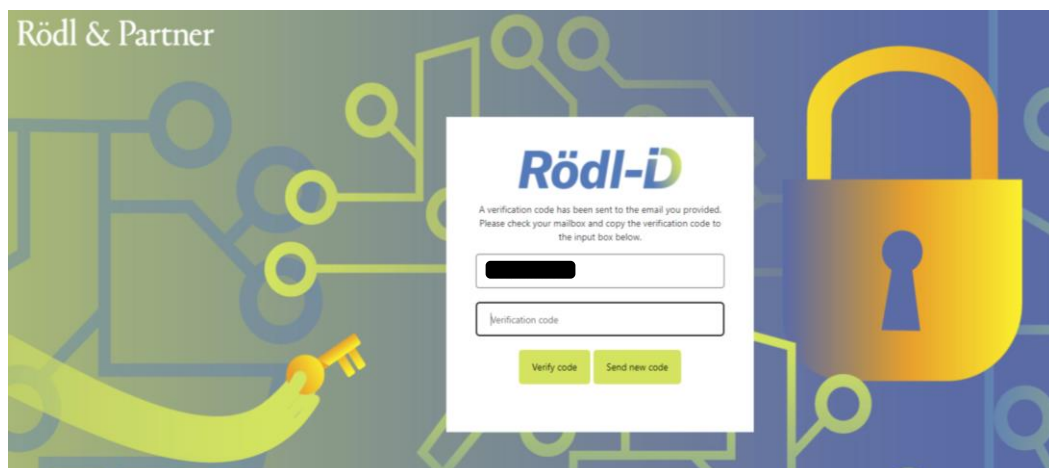 Rödl & Partner
Rödl-iD
A verification code has been sent to the email you provided.
Please check your mailbox and copy the verification code to
the input box below.
Verification code
Verify code
Send new code